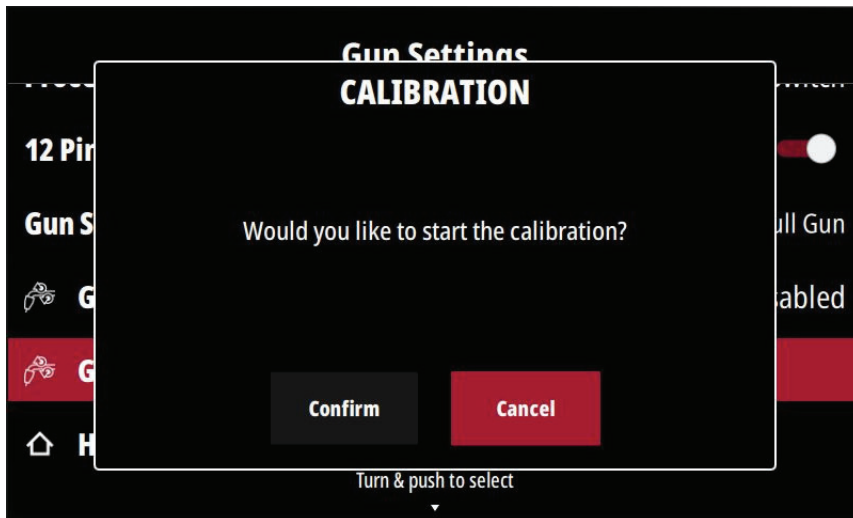 Gun Settings
CALIBRATION
12 Pin
Gun S
ull Gun
Would you like to start the calibration?
G
abled
G
Confirm
Cancel
H
Turn & push to select